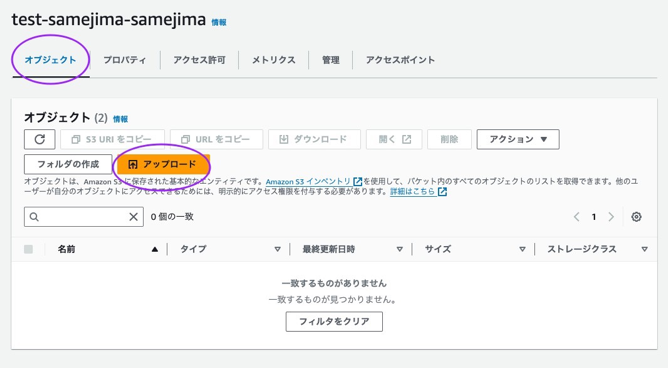 test-samejima-samejima 情報
オブジェクト プロパティ アクセス許可 メトリクス 管理 アクセスポイント
オブジェクト (2) 情報
S3 URI をコピー URL をコピー ダウンロード 開く 削除 アクション
フォルダの作成 アップロード
オブジェクトは、Amazon S3 に保存された基本的なエンティティです。Amazon S3 インベントリ を使用して、バケット内のすべてのオブジェクトのリストを取得できます。他のユ
ーザーが自分のオブジェクトにアクセスできるためには、明示的にアクセス権限を付与する必要があります。詳細はこちら
0 個の一致 1
名前 タイプ 最終更新日時 サイズ ストレージクラス
一致するものがありません
一致するものが見つかりません。
フィルタをクリア